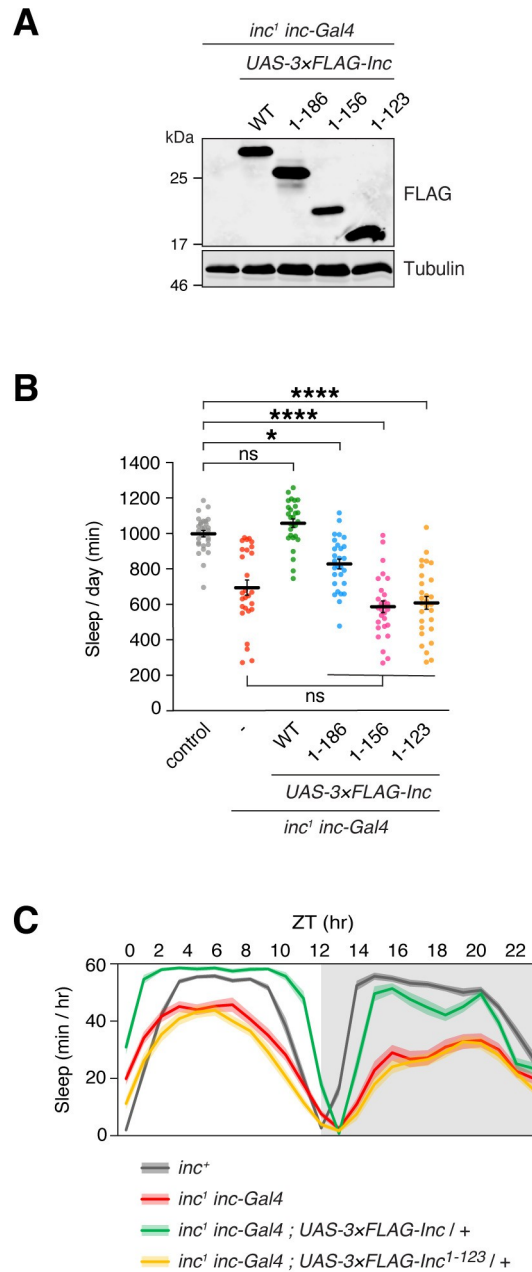 A
inc¹ inc-Gal4
UAS-3×FLAG-Inc
WT 1-186 1-156 1-123
kDa
25
FLAG
17
Tubulin
46
B
****
****
*
ns
1400
1200
1000
800
600
400
200
0
Sleep / day (min)
ns
control - WT 1-186 1-156 1-123
UAS-3×FLAG-Inc
inc¹ inc-Gal4
C
ZT (hr)
0 2 4 6 8 10 12 14 16 18 20 22
60
40
20
0
Sleep (min / hr)
inc⁺
inc¹ inc-Gal4
inc¹ inc-Gal4 ; UAS-3×FLAG-Inc / +
inc¹ inc-Gal4 ; UAS-3×FLAG-Inc¹⁻¹²³ / +